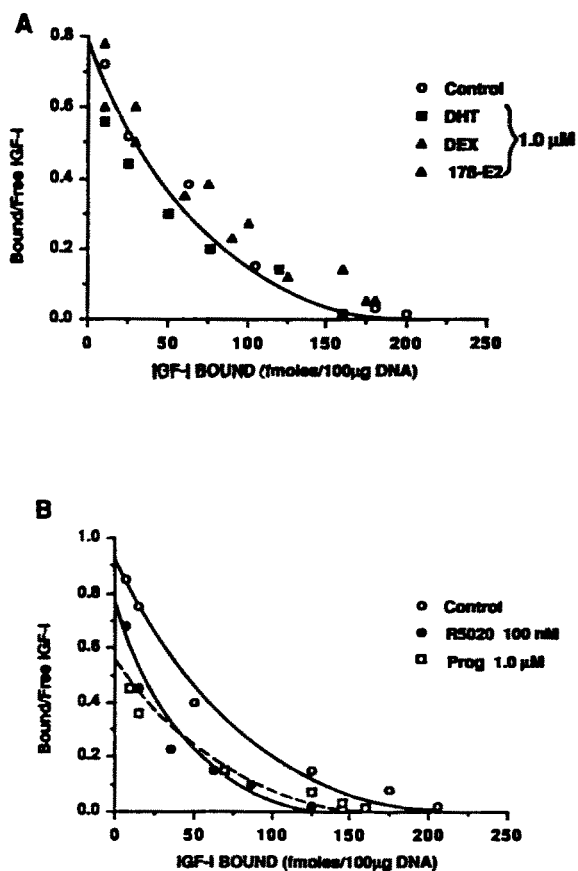 A
Bound/Free IGF-I
0.8
0.6
0.4
0.2
0.0
0 50 100 150 200 250
IGF-I BOUND (fmoles/100µg DNA)
Control
DHT
DEX
17B-E2
1.0 µM
B
Bound/Free IGF-I
1.0
0.8
0.6
0.4
0.2
0.0
0 50 100 150 200 250
IGF-I BOUND (fmoles/100µg DNA)
Control
R5020 100 nM
Prog 1.0 µM